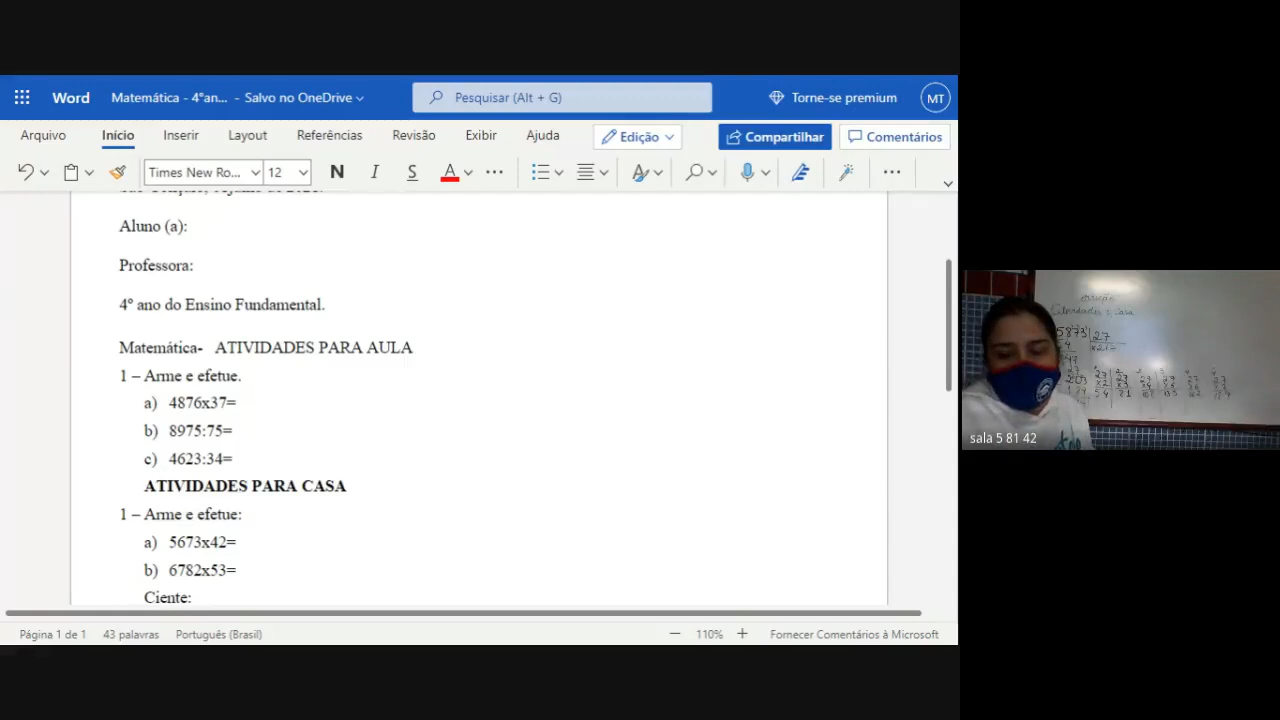 Word
Matemática - 4°an... - Salvo no OneDrive
Pesquisar (Alt + G)
Torne-se premium
MT
Arquivo
Início
Inserir
Layout
Referências
Revisão
Exibir
Ajuda
Edição
Compartilhar
Comentários
Times New Ro...
12
N
I
S
A
Aluno (a):
Professora:
4º ano do Ensino Fundamental.
Matemática- ATIVIDADES PARA AULA
1 – Arme e efetue.
a) 4876x37=
b) 8975:75=
c) 4623:34=
ATIVIDADES PARA CASA
1 – Arme e efetue:
a) 5673x42=
b) 6782x53=
Ciente:
Página 1 de 1
43 palavras
Português (Brasil)
110%
Fornecer Comentários à Microsoft
5873 27
sala 5 81 42